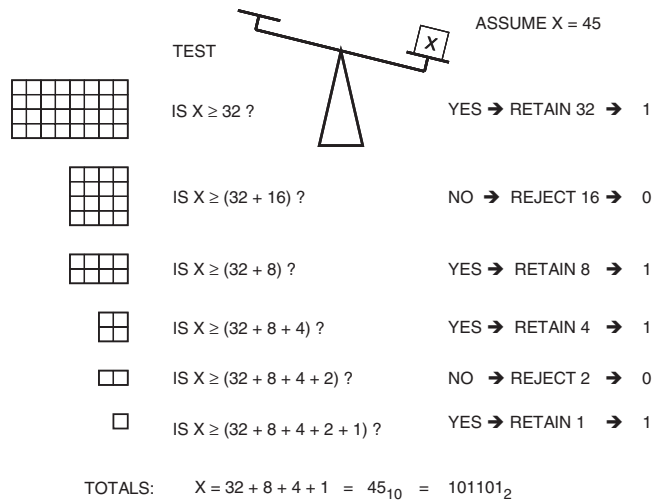 ASSUME X = 45
X
TEST
IS X ≥ 32 ? YES ➔ RETAIN 32 ➔ 1
IS X ≥ (32 + 16) ? NO ➔ REJECT 16 ➔ 0
IS X ≥ (32 + 8) ? YES ➔ RETAIN 8 ➔ 1
IS X ≥ (32 + 8 + 4) ? YES ➔ RETAIN 4 ➔ 1
IS X ≥ (32 + 8 + 4 + 2) ? NO ➔ REJECT 2 ➔ 0
IS X ≥ (32 + 8 + 4 + 2 + 1) ? YES ➔ RETAIN 1 ➔ 1
TOTALS: X = 32 + 8 + 4 + 1 = 45₁₀ = 101101₂